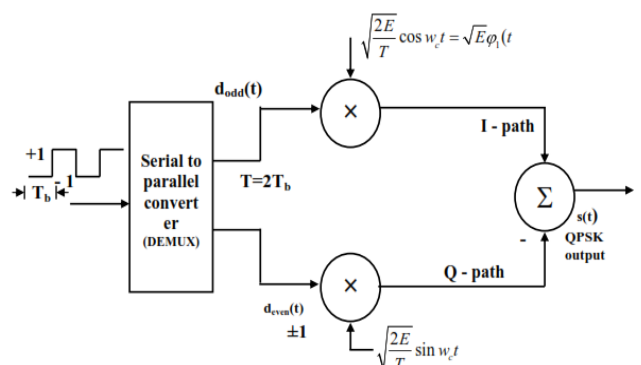 √(2E/T) cos w_c t = √E φ₁(t
d_odd(t)
×
I - path
+1
- 1
T_b
Serial to
parallel
convert
er
(DEMUX)
T=2T_b
Σ
s(t)
QPSK
output
-
Q - path
×
d_even(t)
±1
√(2E/T) sin w_c t